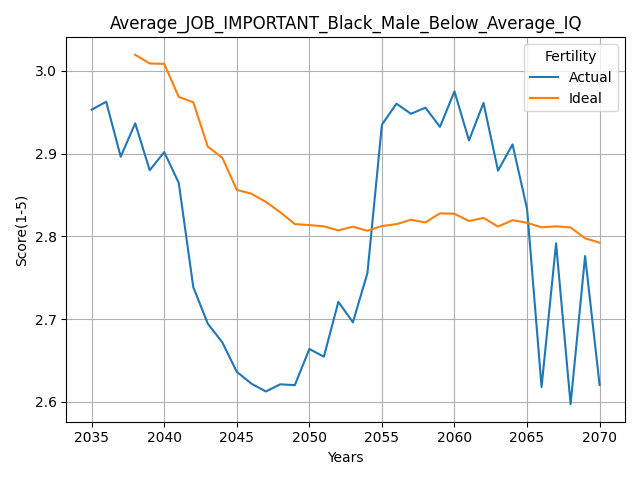 Average_JOB_IMPORTANT_Black_Male_Below_Average_IQ
Fertility
Actual
Ideal
Score(1-5)
3.0
2.9
2.8
2.7
2.6
2035 2040 2045 2050 2055 2060 2065 2070
Years